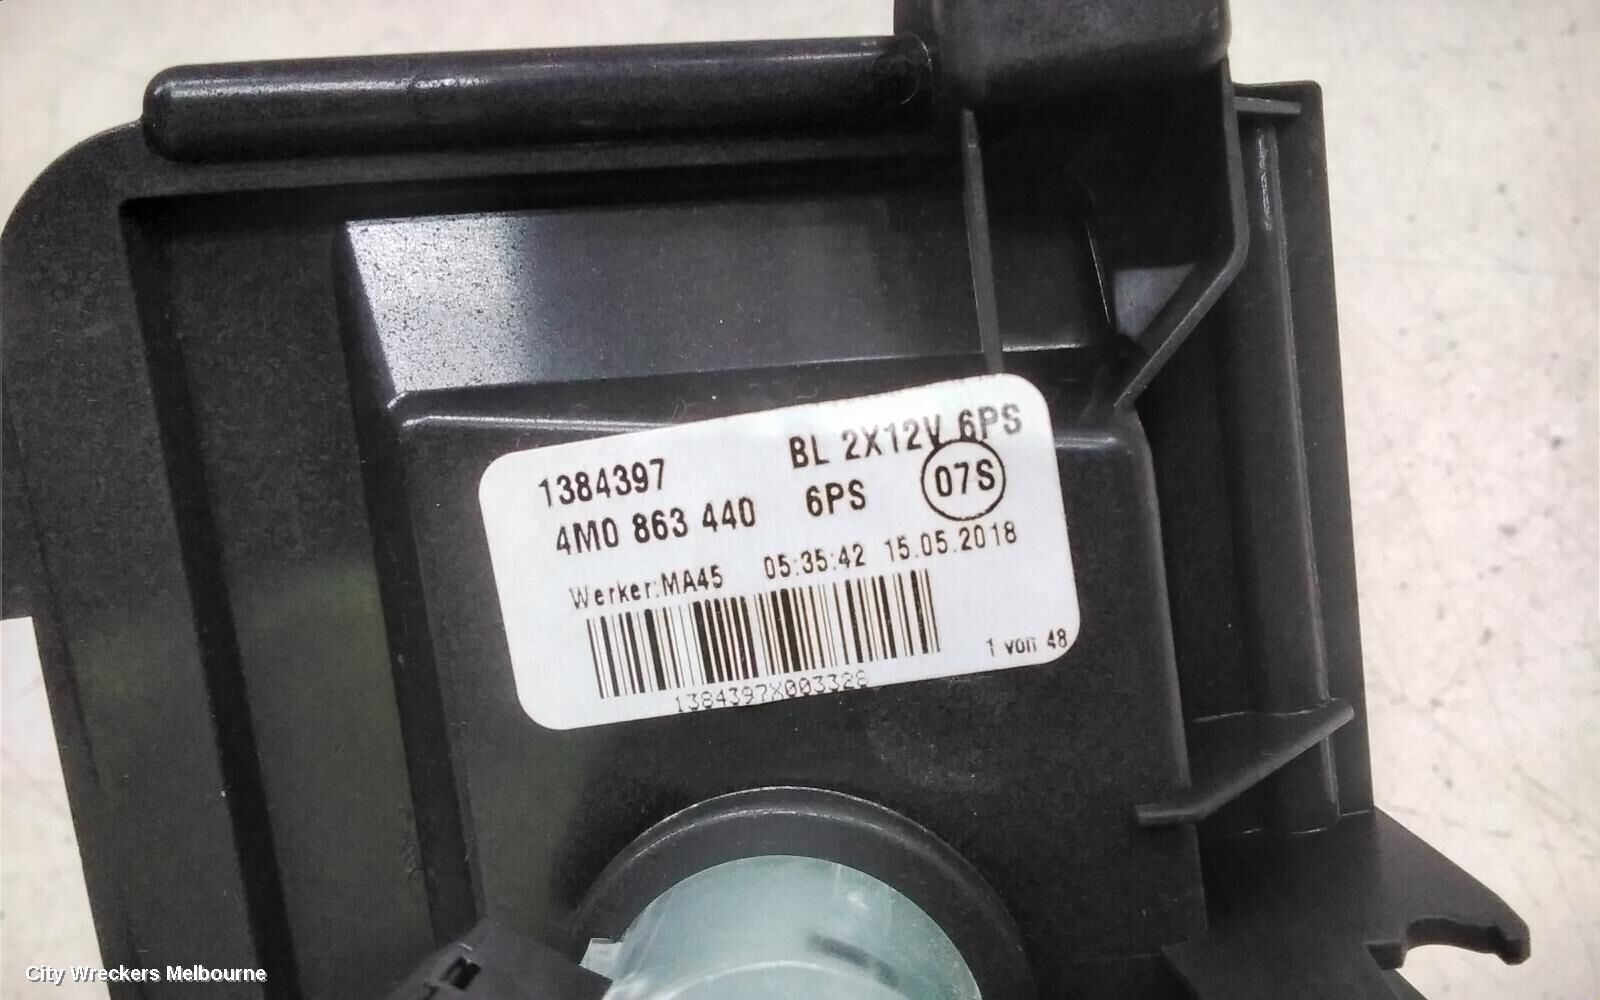 1384397 BL 2X12V 6PS
4M0 863 440 6PS 07S
Werker:MA45 05:35:42 15.05.2018
1 von 48
1384397X003328
City Wreckers Melbourne